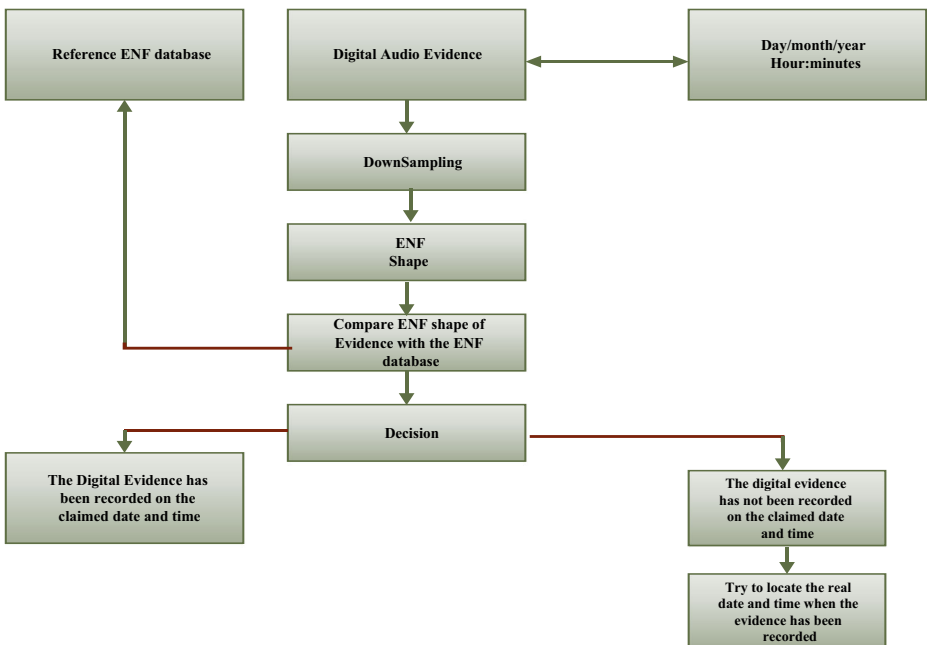 Reference ENF database
Digital Audio Evidence
Day/month/year
Hour:minutes
DownSampling
ENF
Shape
Compare ENF shape of
Evidence with the ENF
database
Decision
The Digital Evidence has
been recorded on the
claimed date and time
The digital evidence
has not been recorded
on the claimed date
and time
Try to locate the real
date and time when the
evidence has been
recorded